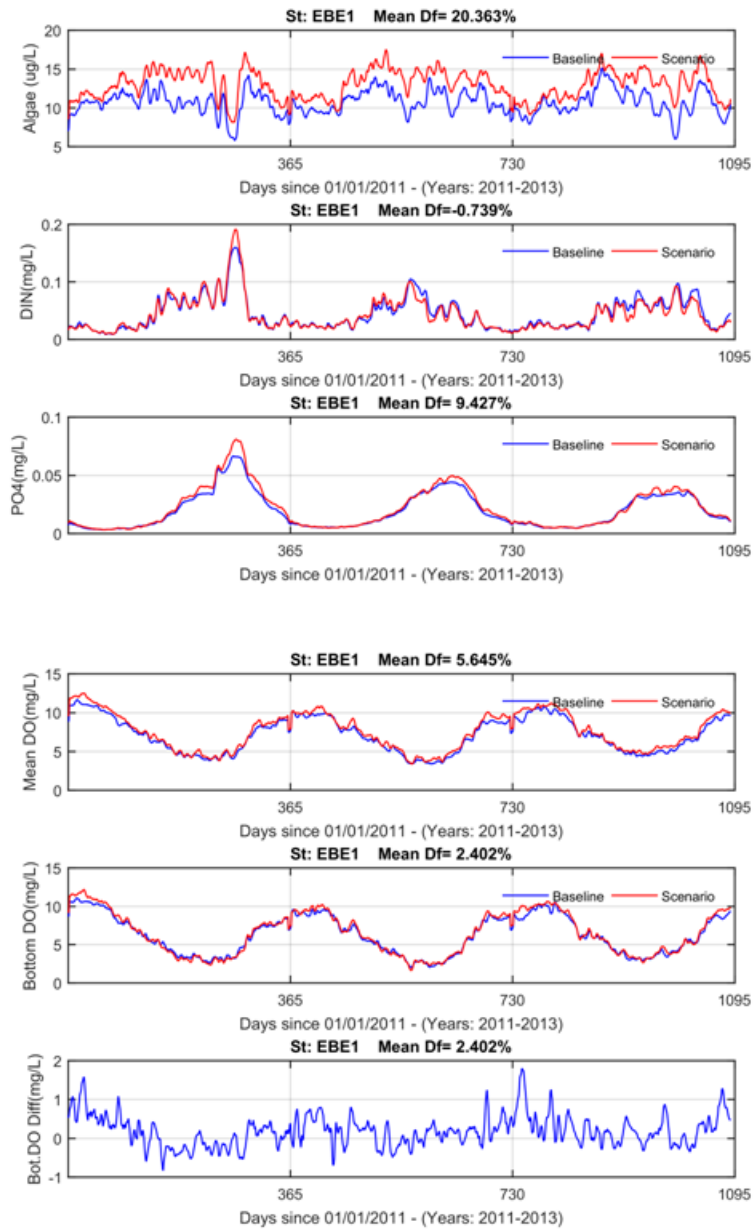 St: EBE1 Mean Df= 20.363%
20
15
10
5
Algae (ug/L)
Baseline Scenario
365 730 1095
Days since 01/01/2011 - (Years: 2011-2013)
St: EBE1 Mean Df=-0.739%
0.2
0.1
0
DIN(mg/L)
Baseline Scenario
365 730 1095
Days since 01/01/2011 - (Years: 2011-2013)
St: EBE1 Mean Df= 9.427%
0.1
0.05
0
PO4(mg/L)
Baseline Scenario
365 730 1095
Days since 01/01/2011 - (Years: 2011-2013)
St: EBE1 Mean Df= 5.645%
15
10
5
0
Mean DO(mg/L)
Baseline Scenario
365 730 1095
Days since 01/01/2011 - (Years: 2011-2013)
St: EBE1 Mean Df= 2.402%
15
10
5
0
Bottom DO(mg/L)
Baseline Scenario
365 730 1095
Days since 01/01/2011 - (Years: 2011-2013)
St: EBE1 Mean Df= 2.402%
2
1
0
-1
Bot.DO Diff(mg/L)
365 730 1095
Days since 01/01/2011 - (Years: 2011-2013)